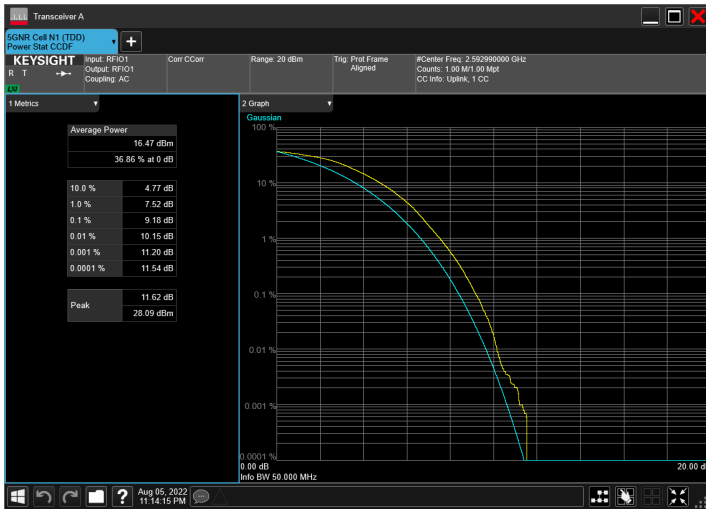 Transceiver A
5GNR Cell N1 (TDD)
Power Stat CCDF
KEYSIGHT
R T
LXI
Input: RFIO1
Output: RFIO1
Coupling: AC
Corr CCorr
Range: 20 dBm
Trig: Prot Frame
Aligned
#Center Freq: 2.592990000 GHz
Counts: 1.00 M/1.00 Mpt
CC Info: Uplink, 1 CC
1 Metrics
Average Power
16.47 dBm
36.86 % at 0 dB
10.0 % 4.77 dB
1.0 % 7.52 dB
0.1 % 9.18 dB
0.01 % 10.15 dB
0.001 % 11.20 dB
0.0001 % 11.54 dB
Peak
11.62 dB
28.09 dBm
2 Graph
Gaussian
100 %
10 %
1 %
0.1 %
0.01 %
0.001 %
0.0001 %
0.00 dB
20.00 d
Info BW 50.000 MHz
Aug 05, 2022
11:14:15 PM